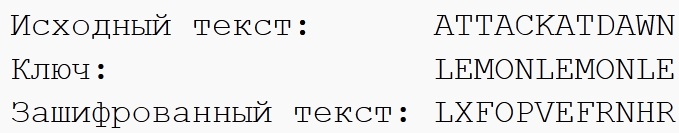 Исходный текст: ATTACKATDAWN
Ключ: LEMONLEMONLE
Зашифрованный текст: LXFOPVEFRNHR